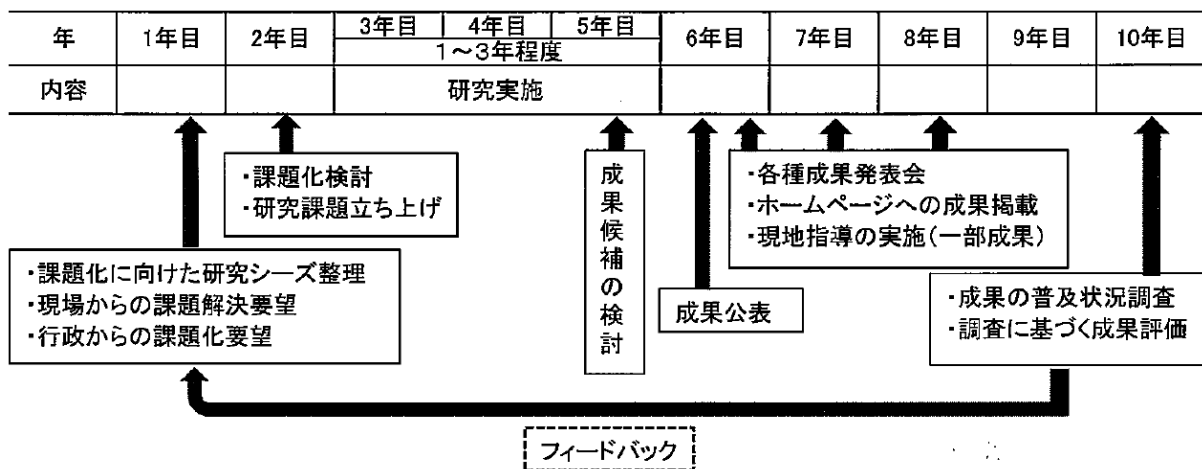 年 1年目 2年目 3年目 4年目 5年目 6年目 7年目 8年目 9年目 10年目
1～3年程度
内容 研究実施
・課題化検討
・研究課題立ち上げ
・課題化に向けた研究シーズ整理
・現場からの課題解決要望
・行政からの課題化要望
成果候補の検討
成果公表
・各種成果発表会
・ホームページへの成果掲載
・現地指導の実施(一部成果)
・成果の普及状況調査
・調査に基づく成果評価
フィードバック